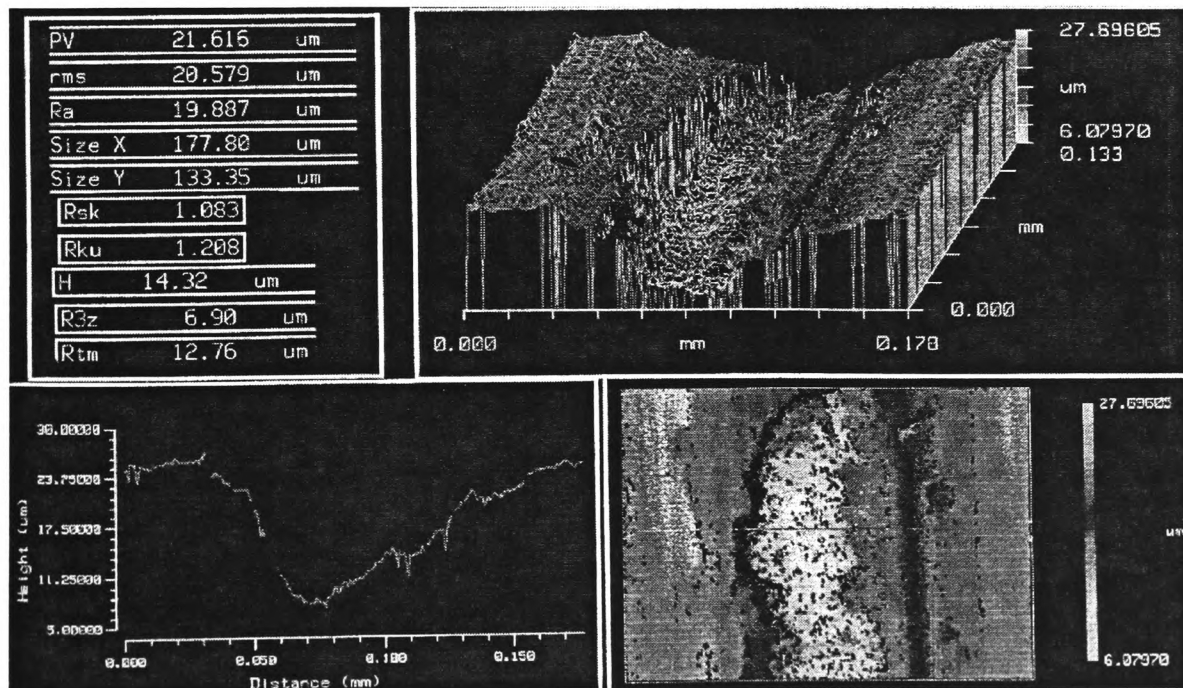 PV 21.616 um
rms 20.579 um
Ra 19.887 um
Size X 177.80 um
Size Y 133.35 um
Rsk 1.083
Rku 1.208
H 14.32 um
R3z 6.90 um
Rtm 12.76 um
27.69605
um
6.07970
0.133
mm
0.000
0.000 mm 0.178
30.00000
23.75000
17.50000
11.25000
5.00000
Height (um)
0.000 0.050 0.100 0.150
Distance (mm)
27.69605
um
6.07970